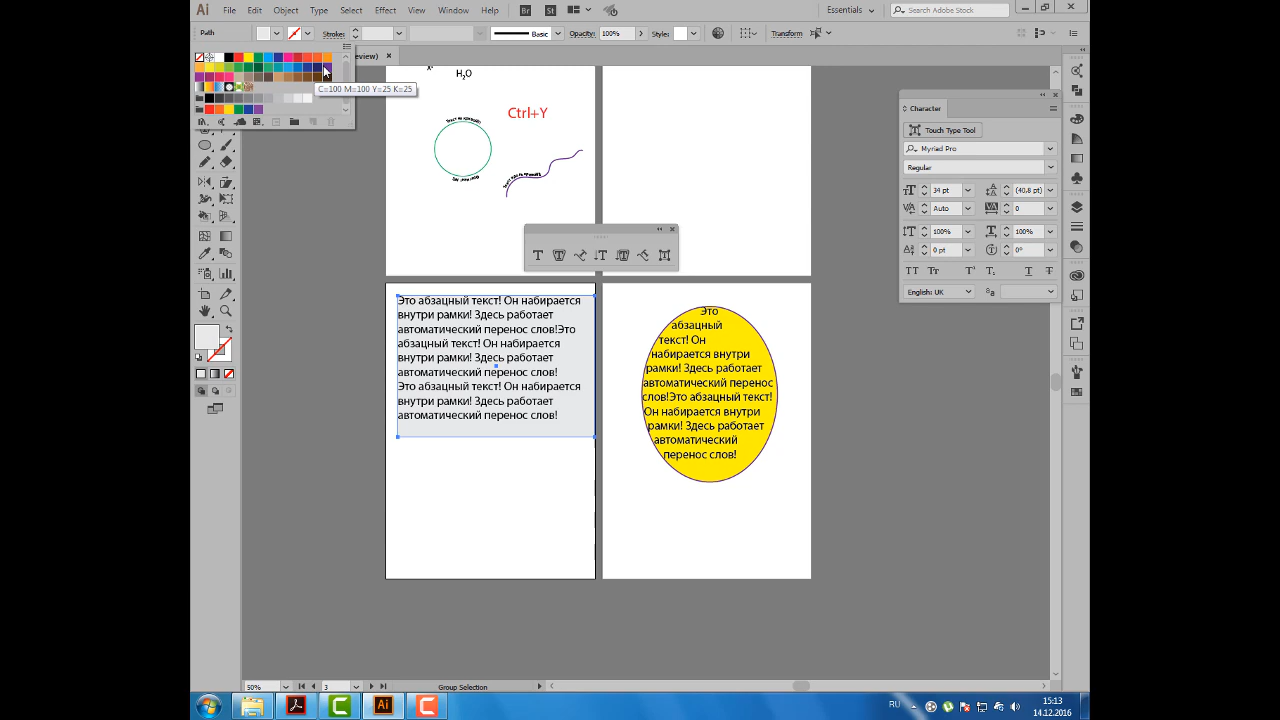 Ai File Edit Object Type Select Effect View Window Help Br St Essentials Search Adobe Stock
Path Strokes Basic Opacity: 100% Styles Transform
eview)
C=100 M=100 Y=25 K=25
H2O
Ctrl+Y
Character
Touch Type Tool
Myriad Pro
Regular
34 pt (40,8 pt)
Auto 0
100% 100%
0 pt 0°
English: UK
Это абзацный текст! Он набирается
внутри рамки! Здесь работает
автоматический перенос слов!Это
абзацный текст! Он набирается
внутри рамки! Здесь работает
автоматический перенос слов!
Это абзацный текст! Он набирается
внутри рамки! Здесь работает
автоматический перенос слов!
Это
абзацный
текст! Он
набирается внутри
рамки! Здесь работает
автоматический перенос
слов!Это абзацный текст!
Он набирается внутри
рамки! Здесь работает
автоматический
перенос слов!
50% 3 Group Selection
Ai RU 15:13
14.12.2016